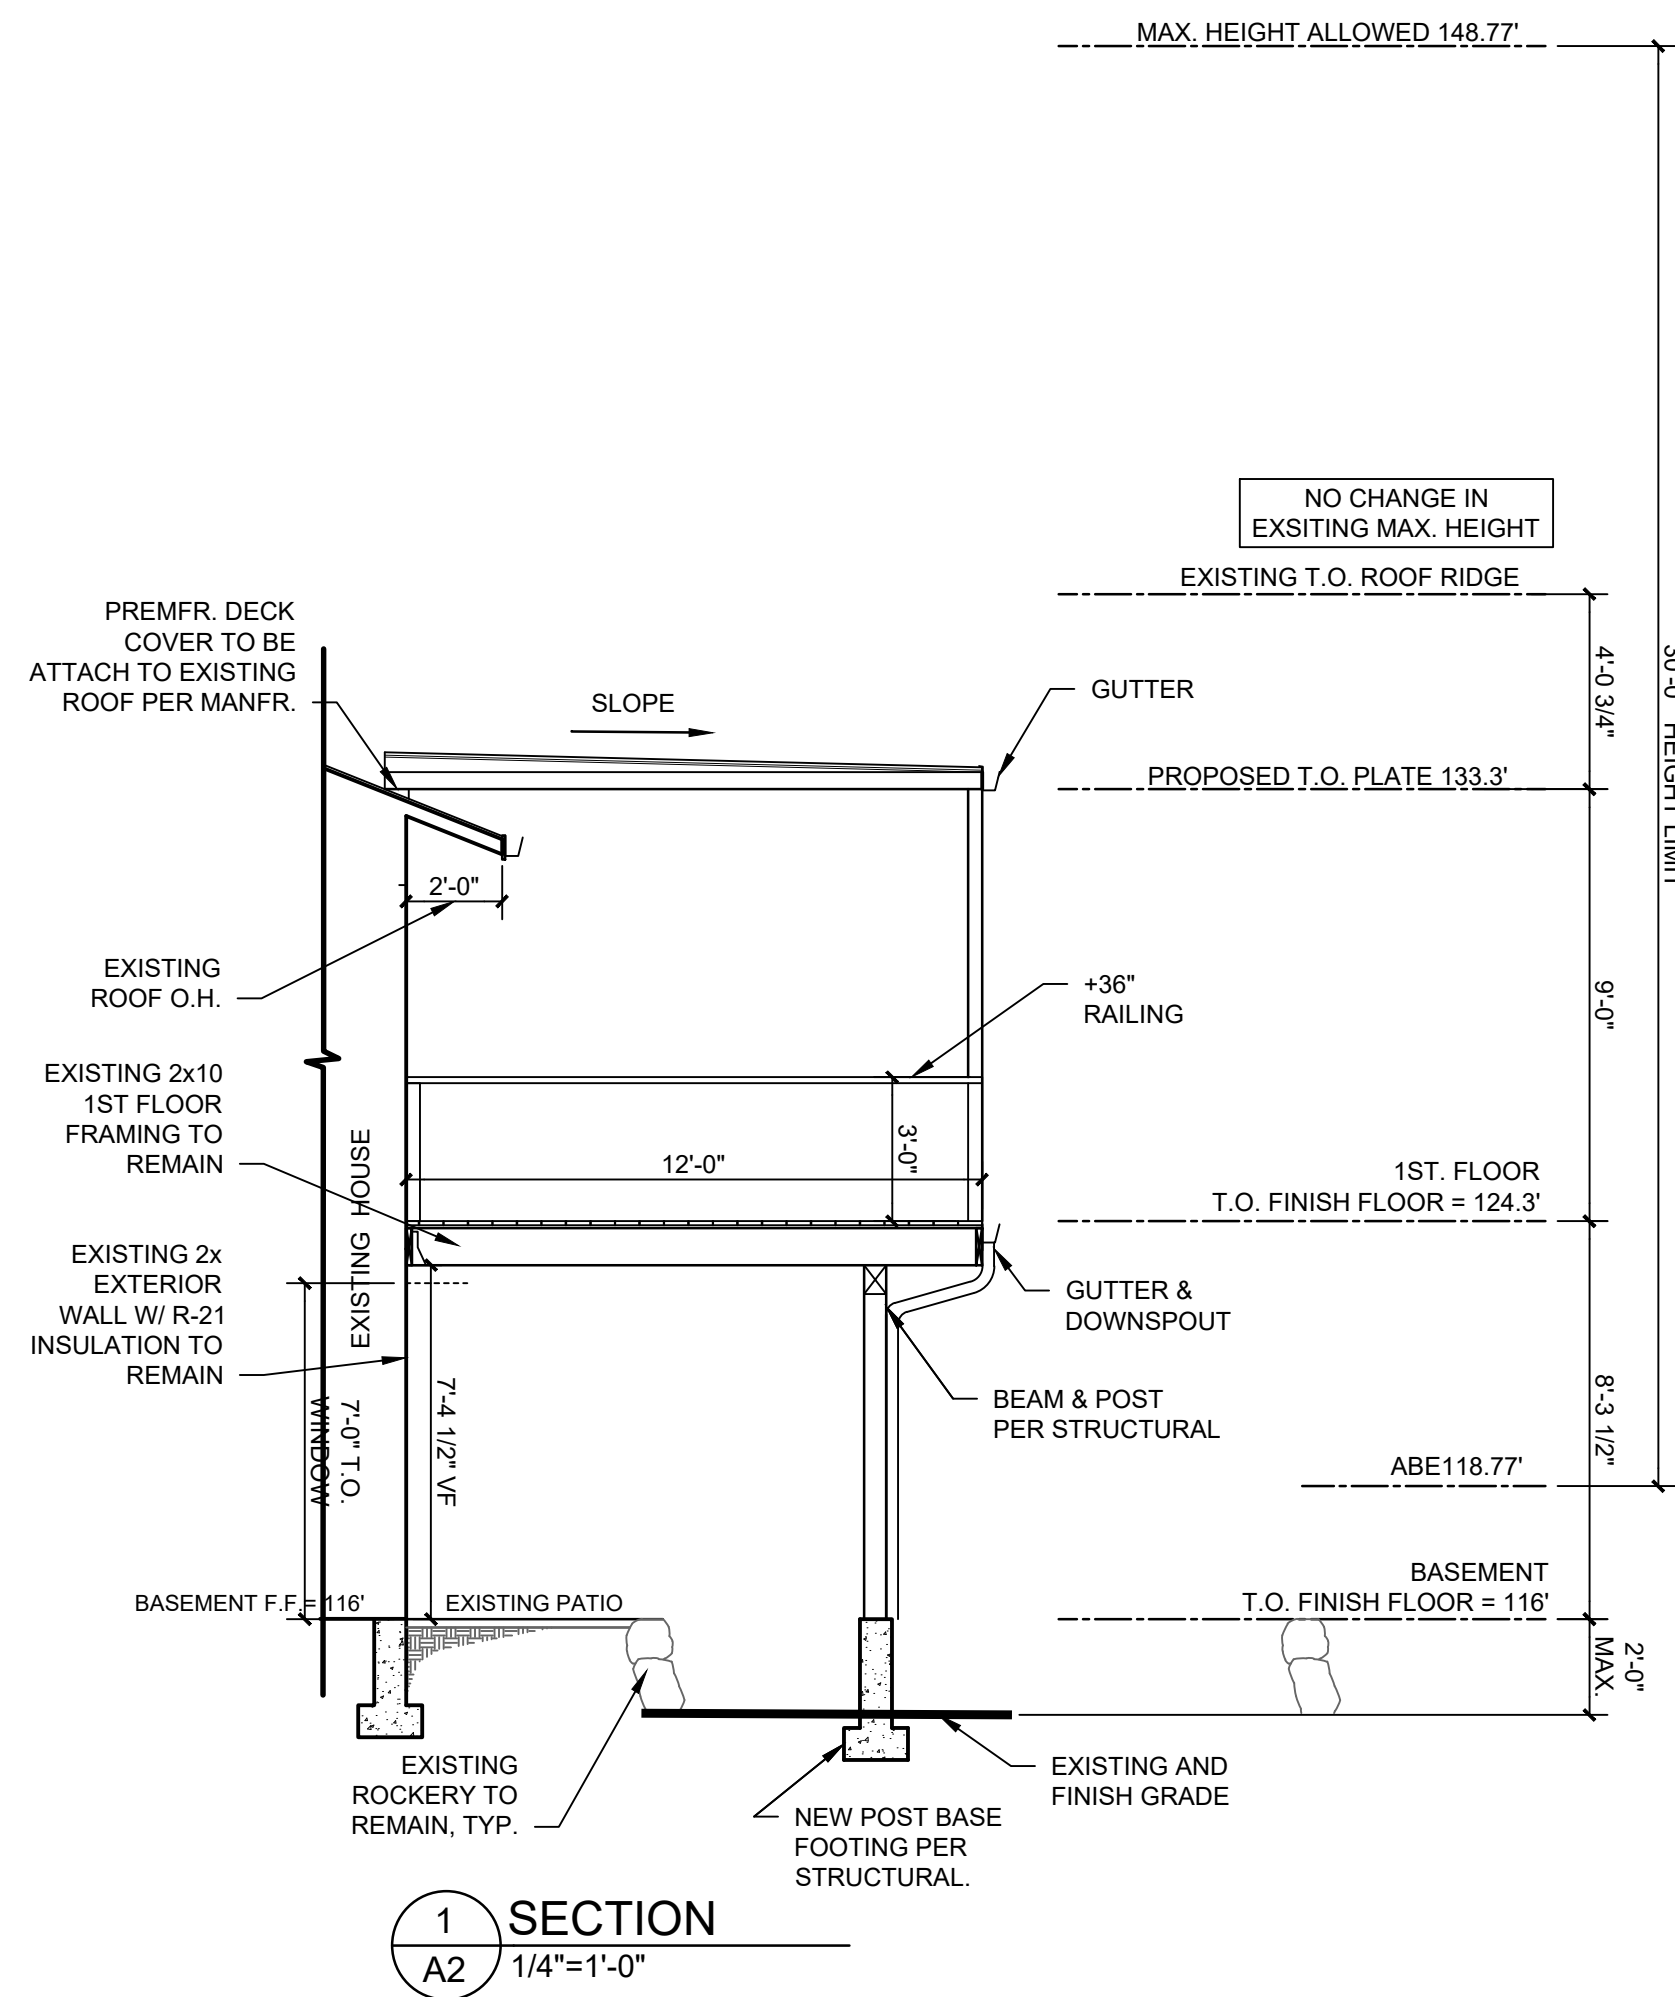 MAX. HEIGHT ALLOWED 148.77'
NO CHANGE IN
EXSITING MAX. HEIGHT
EXISTING T.O. ROOF RIDGE
4'-0 3/4"
30'-0" HEIGHT LIMIT
PREMFR. DECK
COVER TO BE
ATTACH TO EXISTING
ROOF PER MANFR.
SLOPE
GUTTER
PROPOSED T.O. PLATE 133.3'
2'-0"
EXISTING
ROOF O.H.
+36"
RAILING
9'-0"
EXISTING 2x10
1ST FLOOR
FRAMING TO
REMAIN
EXISTING HOUSE
12'-0"
3'-0"
1ST. FLOOR
T.O. FINISH FLOOR = 124.3'
EXISTING 2x
EXTERIOR
WALL W/ R-21
INSULATION TO
REMAIN
GUTTER &
DOWNSPOUT
7'-0" T.O.
WINDOW
7'-4 1/2" VF
BEAM & POST
PER STRUCTURAL
8'-3 1/2"
ABE118.77'
BASEMENT F.F.= 116'
EXISTING PATIO
BASEMENT
T.O. FINISH FLOOR = 116'
2'-0"
MAX.
EXISTING
ROCKERY TO
REMAIN, TYP.
NEW POST BASE
FOOTING PER
STRUCTURAL.
EXISTING AND
FINISH GRADE
1
A2
SECTION
1/4"=1'-0"